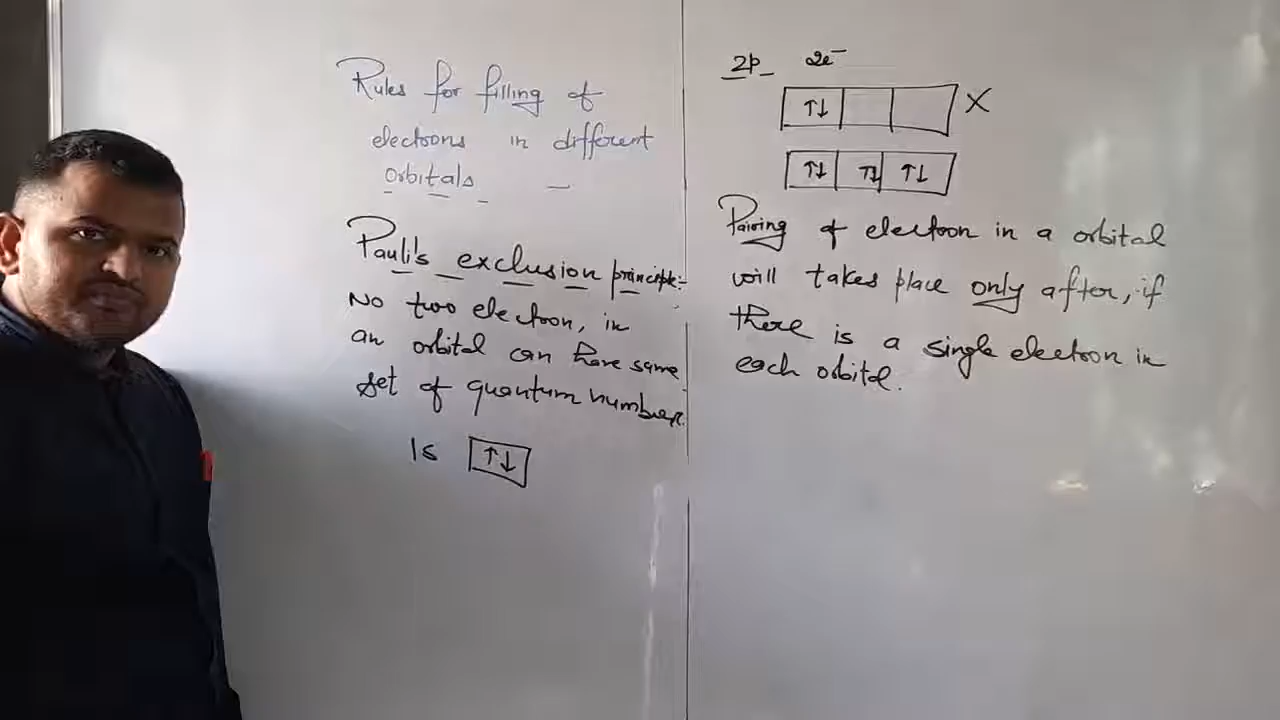 Rules for filling of
electrons in different
orbitals –
Pauli's exclusion principle:-
No two electron, in
an orbital can have same
set of quantum number.
1s ↑↓
2p 2e⁻
↑↓ X
↑↓ ↑↓ ↑↓
Pairing of electron in a orbital
will takes place only after, if
there is a single electron in
each orbital.